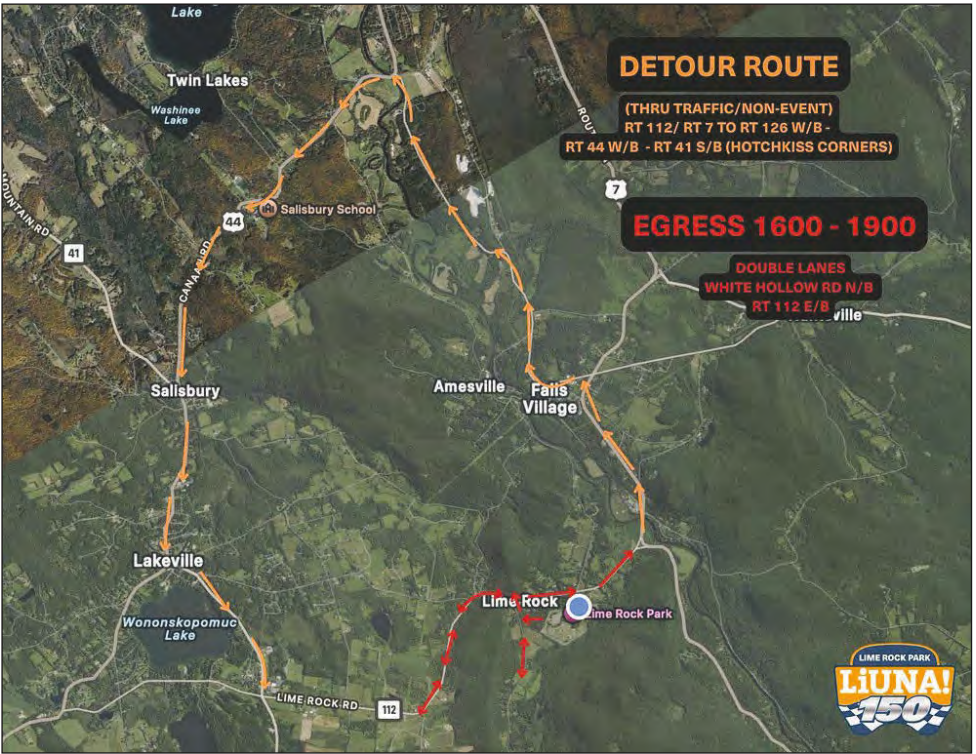 Lake
Twin Lakes
Washinee
Lake
DETOUR ROUTE
(THRU TRAFFIC/NON-EVENT)
RT 112/ RT 7 TO RT 126 W/B -
RT 44 W/B - RT 41 S/B (HOTCHKISS CORNERS)
7
EGRESS 1600 - 1900
DOUBLE LANES
WHITE HOLLOW RD N/B
RT 112 E/B
MOUNTAIN RD
41
44
Salisbury School
CANAAN RD
Salisbury
Amesville
Falls
Village
Lakeville
Wononskopomuc
Lake
Lime Rock
Lime Rock Park
LIME ROCK RD
112
LIME ROCK PARK
LiUNA!
150